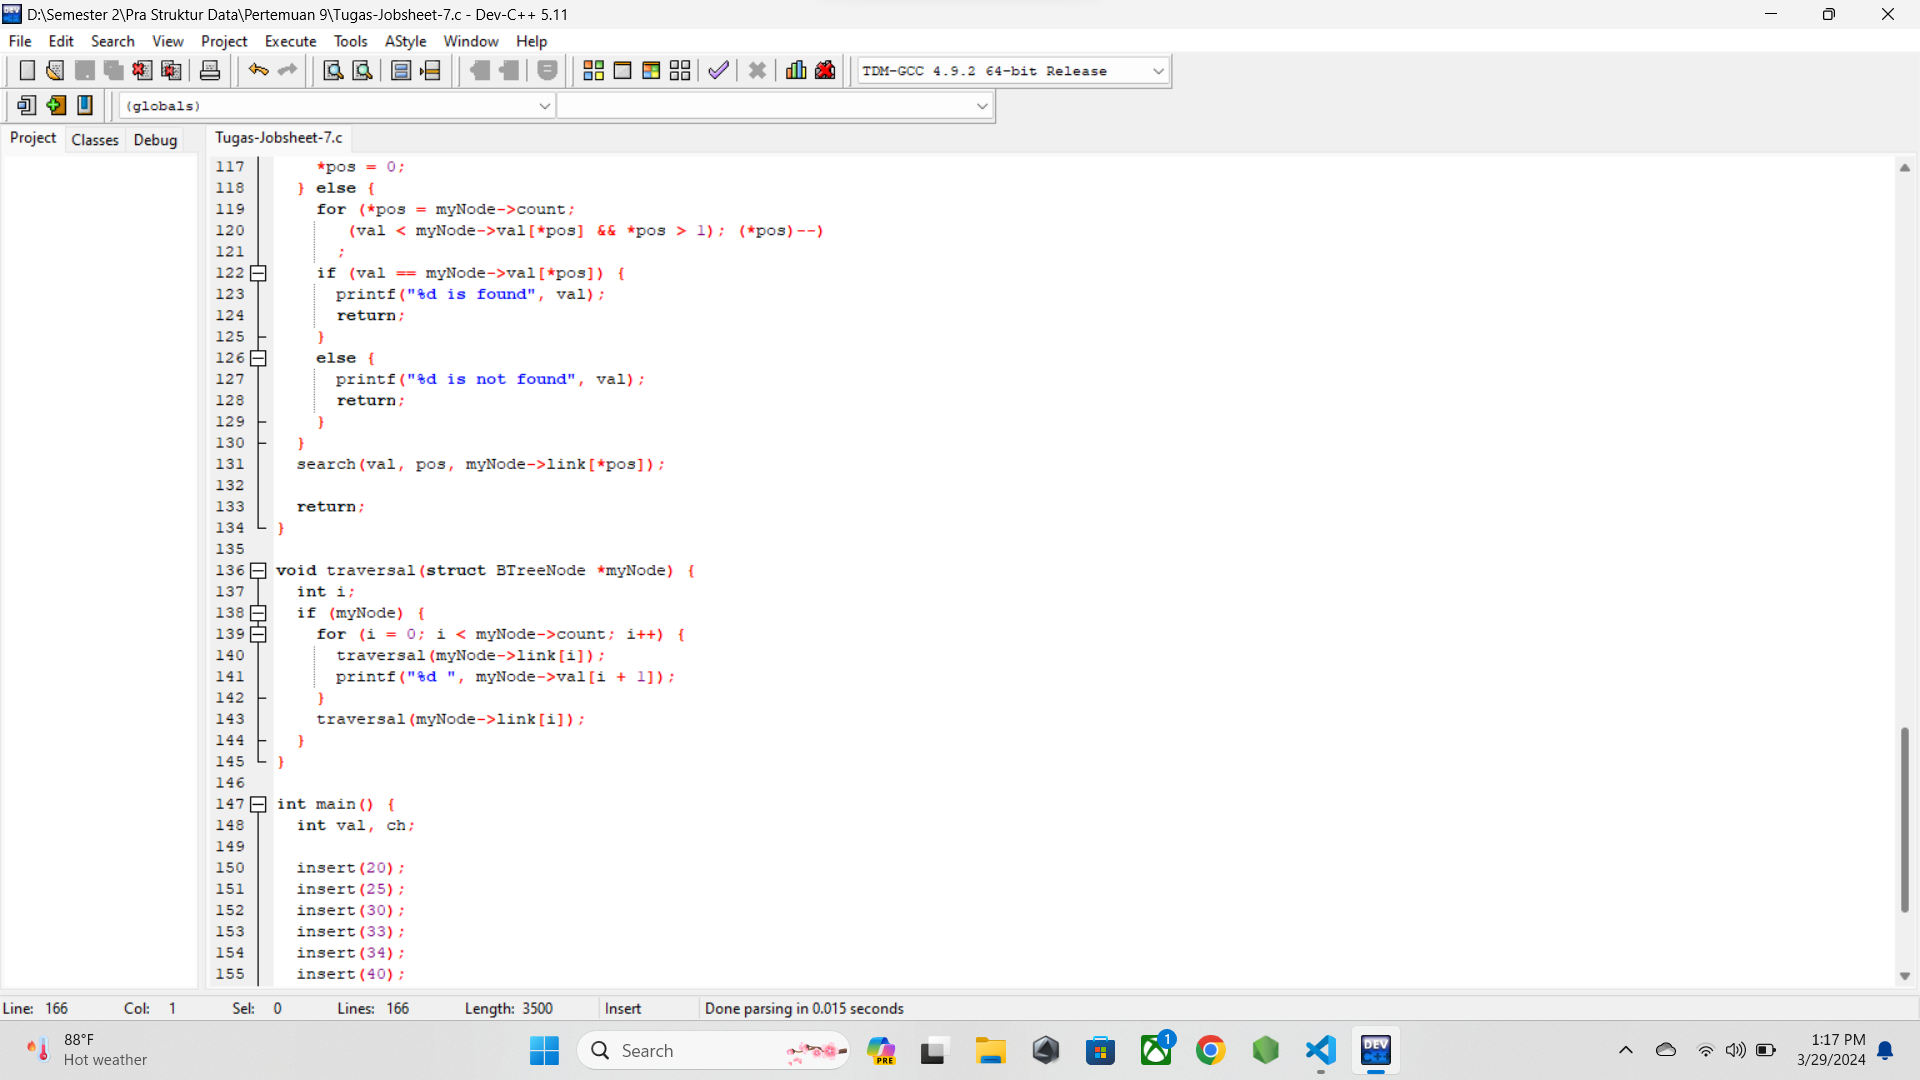 D:\Semester 2\Pra Struktur Data\Pertemuan 9\Tugas-Jobsheet-7.c - Dev-C++ 5.11
File Edit Search View Project Execute Tools AStyle Window Help
TDM-GCC 4.9.2 64-bit Release
(globals)
Project Classes Debug Tugas-Jobsheet-7.c
117 *pos = 0;
118 } else {
119 for (*pos = myNode->count;
120 (val < myNode->val[*pos] && *pos > 1); (*pos)--)
121 ;
122 if (val == myNode->val[*pos]) {
123 printf("%d is found", val);
124 return;
125 }
126 else {
127 printf("%d is not found", val);
128 return;
129 }
130 }
131 search(val, pos, myNode->link[*pos]);
132
133 return;
134 }
135
136 void traversal(struct BTreeNode *myNode) {
137 int i;
138 if (myNode) {
139 for (i = 0; i < myNode->count; i++) {
140 traversal(myNode->link[i]);
141 printf("%d ", myNode->val[i + 1]);
142 }
143 traversal(myNode->link[i]);
144 }
145 }
146
147 int main() {
148 int val, ch;
149
150 insert(20);
151 insert(25);
152 insert(30);
153 insert(33);
154 insert(34);
155 insert(40);
Line: 166 Col: 1 Sel: 0 Lines: 166 Length: 3500 Insert Done parsing in 0.015 seconds
88°F
Hot weather
Search
PRE
1
DEV
C++
1:17 PM
3/29/2024